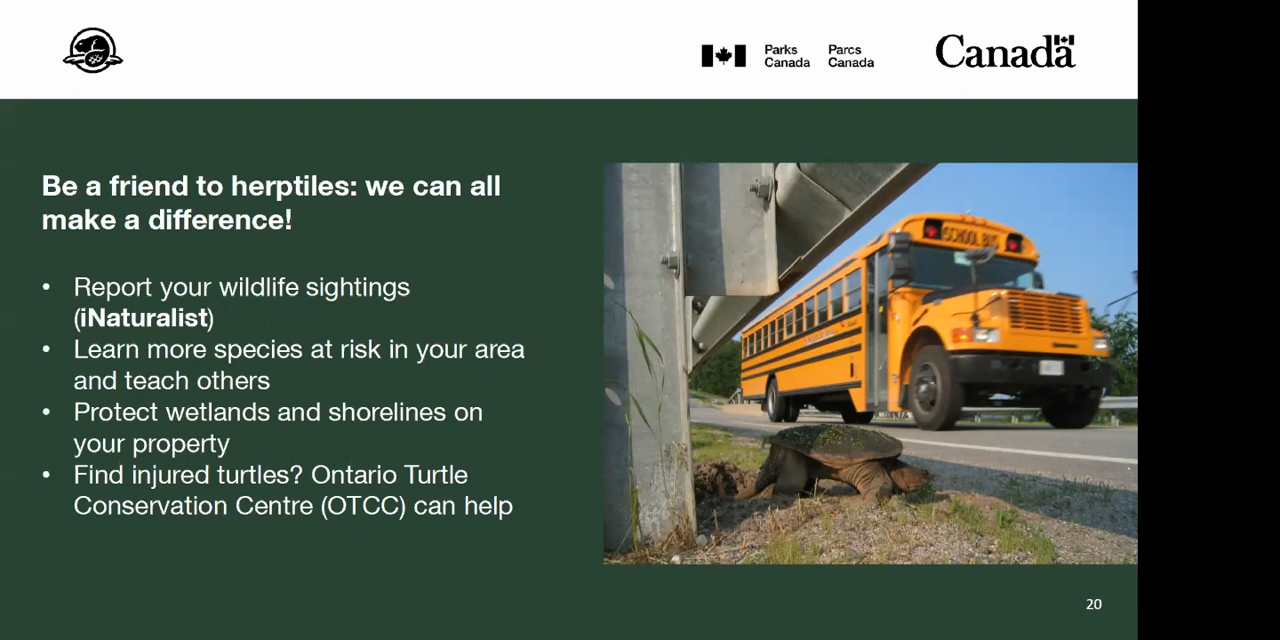 Parks Canada
Parcs Canada
Canada
Be a friend to herptiles: we can all
make a difference!
• Report your wildlife sightings
(iNaturalist)
• Learn more species at risk in your area
and teach others
• Protect wetlands and shorelines on
your property
• Find injured turtles? Ontario Turtle
Conservation Centre (OTCC) can help
SCHOOL BUS
20